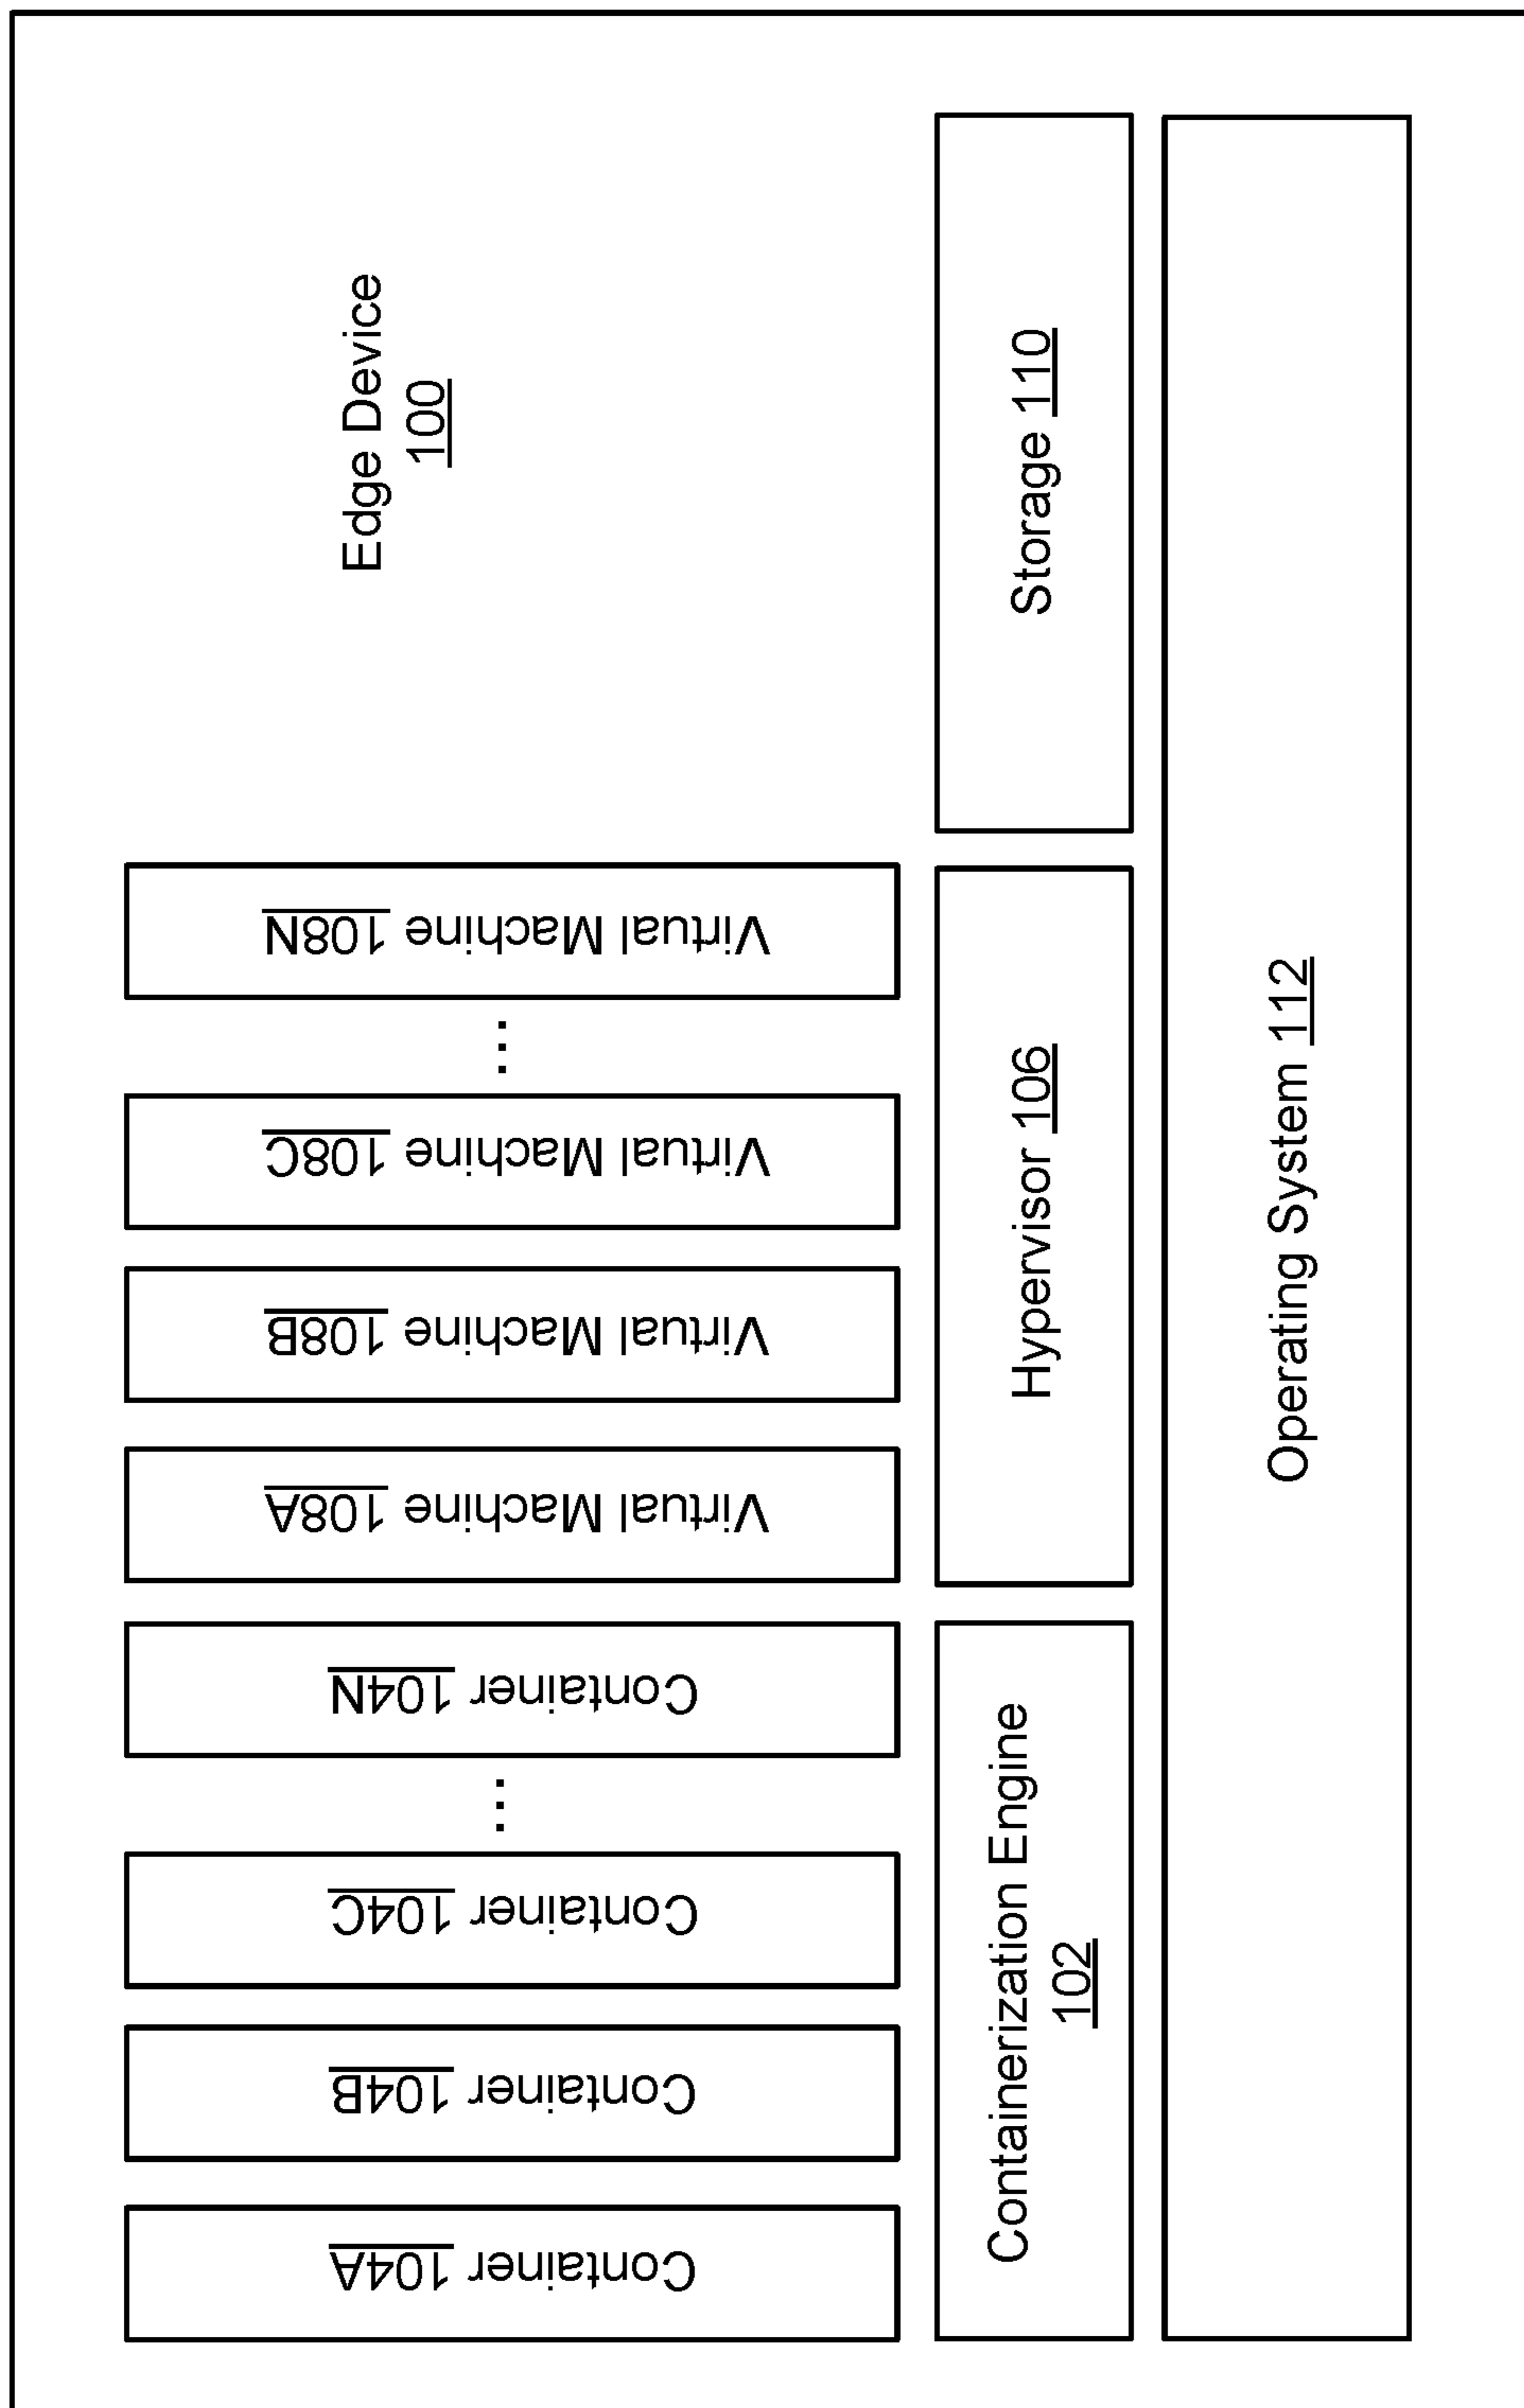 Container 104A
Container 104B
Container 104C
...
Container 104N
Virtual Machine 108A
Virtual Machine 108B
Virtual Machine 108C
...
Virtual Machine 108N
Edge Device
100
Containerization Engine
102
Hypervisor 106
Storage 110
Operating System 112